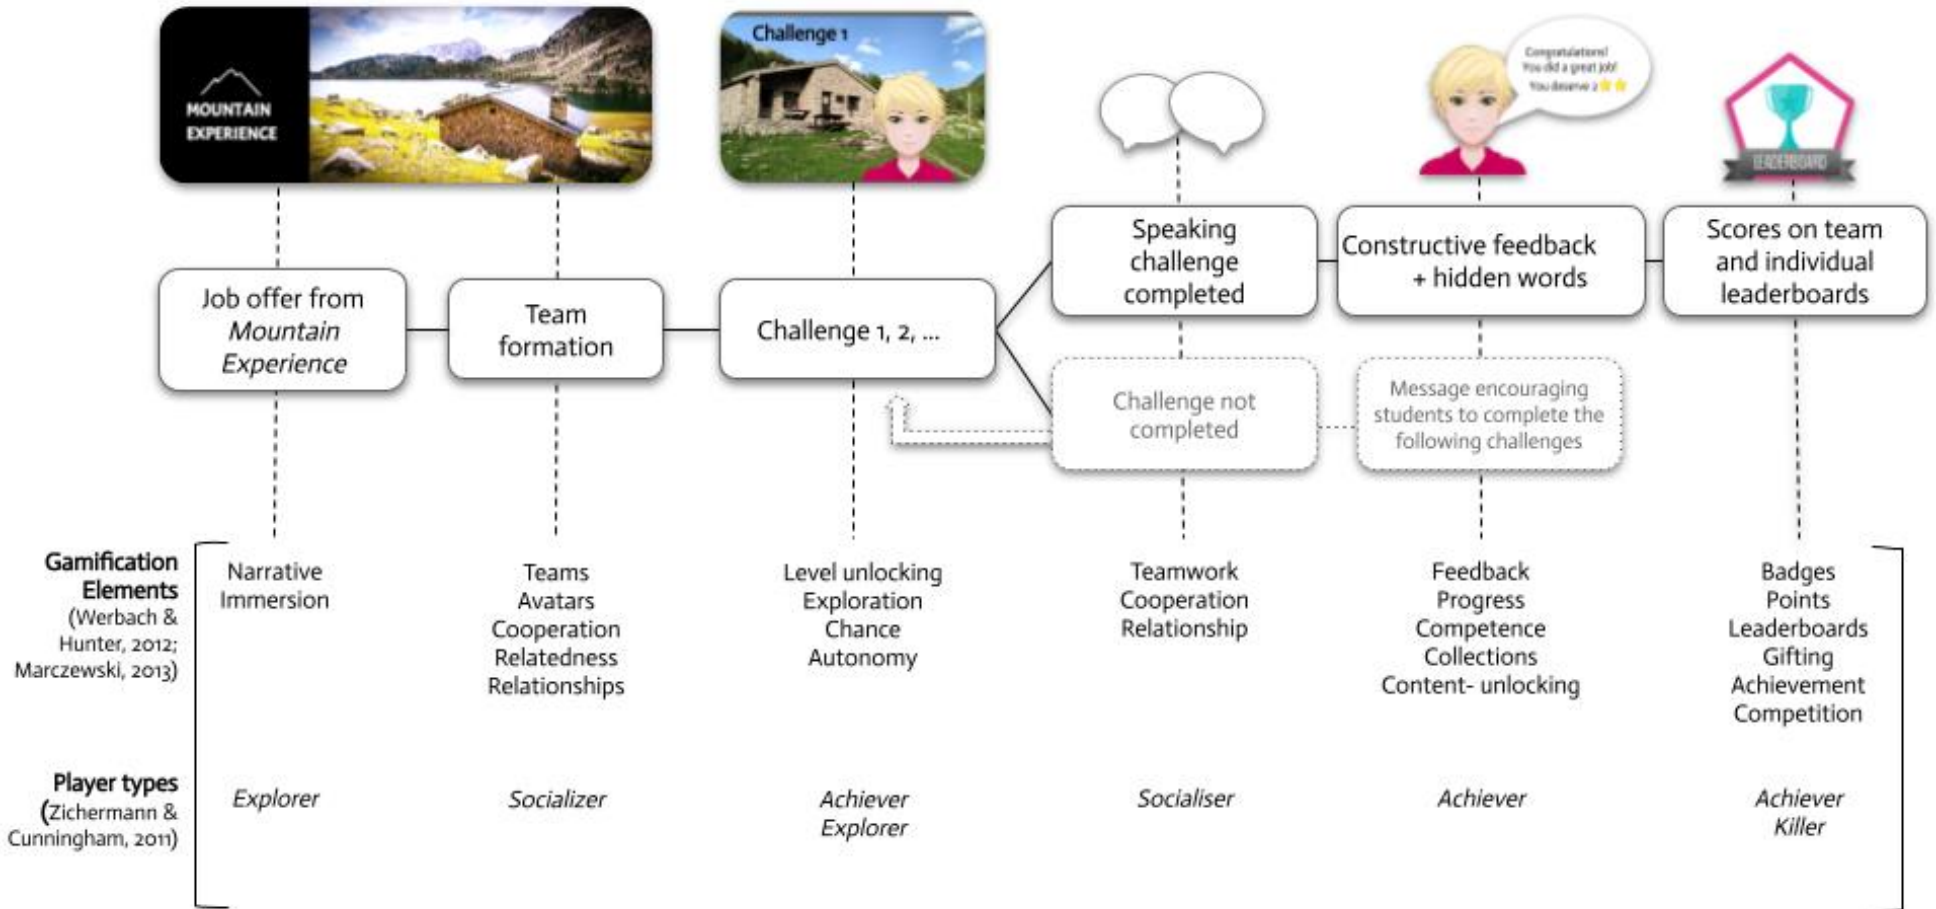 MOUNTAIN
EXPERIENCE
Challenge 1
Congratulations!
You did a great job!
You deserve 2
LEADERBOARD
Job offer from
Mountain
Experience
Team
formation
Challenge 1, 2, ...
Speaking
challenge
completed
Constructive feedback
+ hidden words
Scores on team
and individual
leaderboards
Challenge not
completed
Message encouraging
students to complete the
following challenges
Gamification
Elements
(Werbach &
Hunter, 2012;
Marczewski, 2013)
Narrative
Immersion
Teams
Avatars
Cooperation
Relatedness
Relationships
Level unlocking
Exploration
Chance
Autonomy
Teamwork
Cooperation
Relationship
Feedback
Progress
Competence
Collections
Content- unlocking
Badges
Points
Leaderboards
Gifting
Achievement
Competition
Player types
(Zichermann &
Cunningham, 2011)
Explorer
Socializer
Achiever
Explorer
Socialiser
Achiever
Achiever
Killer